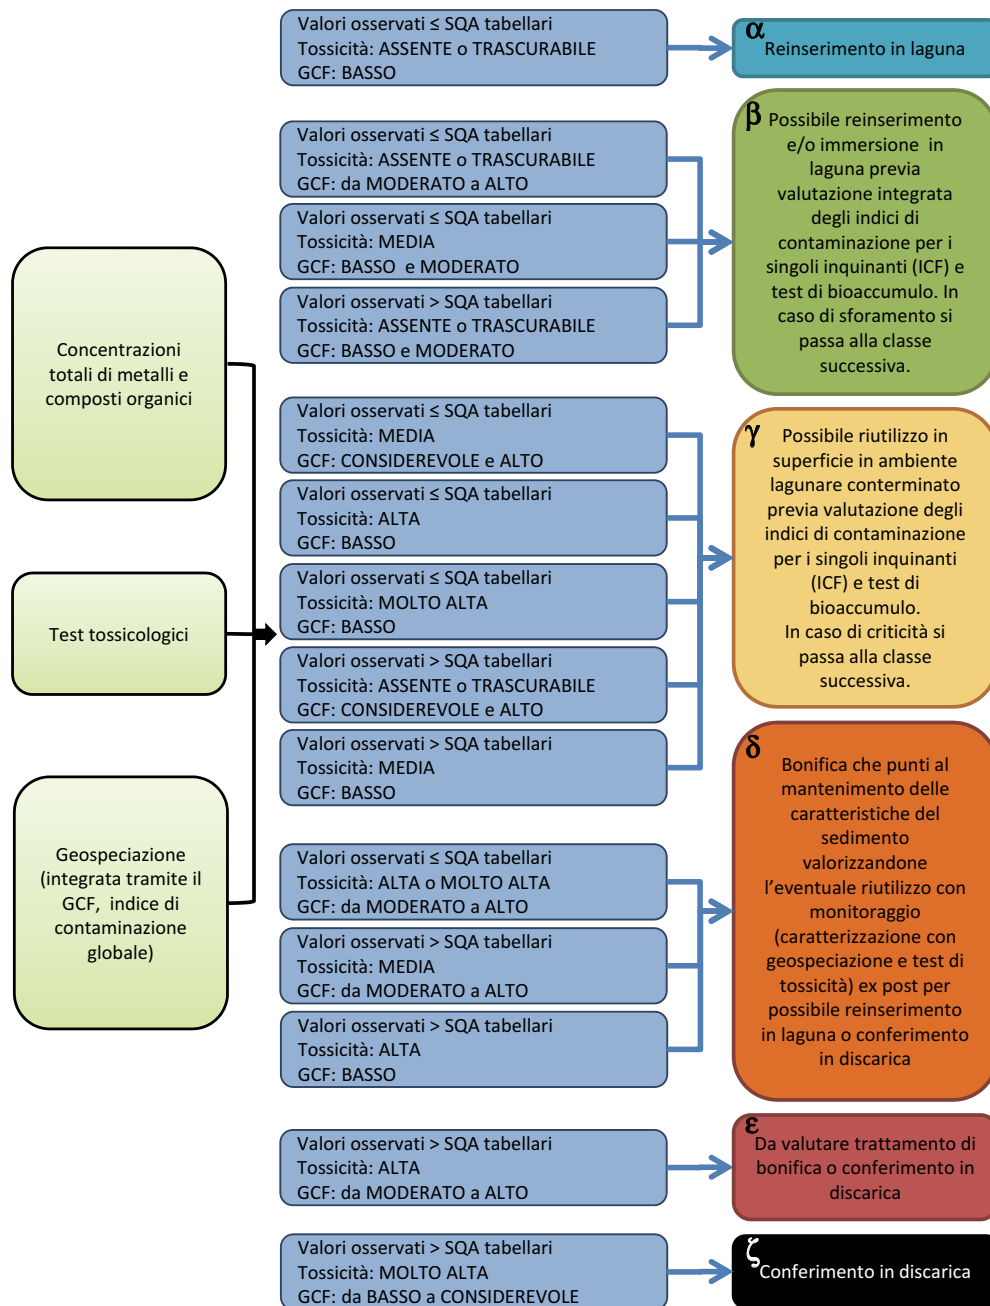 Concentrazioni
totali di metalli e
composti organici
Test tossicologici
Geospeciazione
(integrata tramite il
GCF, indice di
contaminazione
globale)
Valori osservati ≤ SQA tabellari
Tossicità: ASSENTE o TRASCURABILE
GCF: BASSO
α
Reinserimento in laguna
Valori osservati ≤ SQA tabellari
Tossicità: ASSENTE o TRASCURABILE
GCF: da MODERATO a ALTO
Valori osservati ≤ SQA tabellari
Tossicità: MEDIA
GCF: BASSO e MODERATO
Valori osservati > SQA tabellari
Tossicità: ASSENTE o TRASCURABILE
GCF: BASSO e MODERATO
β
Possibile reinserimento
e/o immersione in
laguna previa
valutazione integrata
degli indici di
contaminazione per i
singoli inquinanti (ICF) e
test di bioaccumulo. In
caso di sforamento si
passa alla classe
successiva.
Valori osservati ≤ SQA tabellari
Tossicità: MEDIA
GCF: CONSIDEREVOLE e ALTO
Valori osservati ≤ SQA tabellari
Tossicità: ALTA
GCF: BASSO
Valori osservati ≤ SQA tabellari
Tossicità: MOLTO ALTA
GCF: BASSO
Valori osservati > SQA tabellari
Tossicità: ASSENTE o TRASCURABILE
GCF: CONSIDEREVOLE e ALTO
Valori osservati > SQA tabellari
Tossicità: MEDIA
GCF: BASSO
γ
Possibile riutilizzo in
superficie in ambiente
lagunare conterminato
previa valutazione degli
indici di contaminazione
per i singoli inquinanti
(ICF) e test di
bioaccumulo.
In caso di criticità si
passa alla classe
successiva.
Valori osservati ≤ SQA tabellari
Tossicità: ALTA o MOLTO ALTA
GCF: da MODERATO a ALTO
Valori osservati > SQA tabellari
Tossicità: MEDIA
GCF: da MODERATO a ALTO
Valori osservati > SQA tabellari
Tossicità: ALTA
GCF: BASSO
δ
Bonifica che punti al
mantenimento delle
caratteristiche del
sedimento
valorizzandone
l'eventuale riutilizzo con
monitoraggio
(caratterizzazione con
geospeciazione e test di
tossicità) ex post per
possibile reinserimento
in laguna o conferimento
in discarica
Valori osservati > SQA tabellari
Tossicità: ALTA
GCF: da MODERATO a ALTO
ε
Da valutare trattamento di
bonifica o conferimento in
discarica
Valori osservati > SQA tabellari
Tossicità: MOLTO ALTA
GCF: da BASSO a CONSIDEREVOLE
ζ
Conferimento in discarica